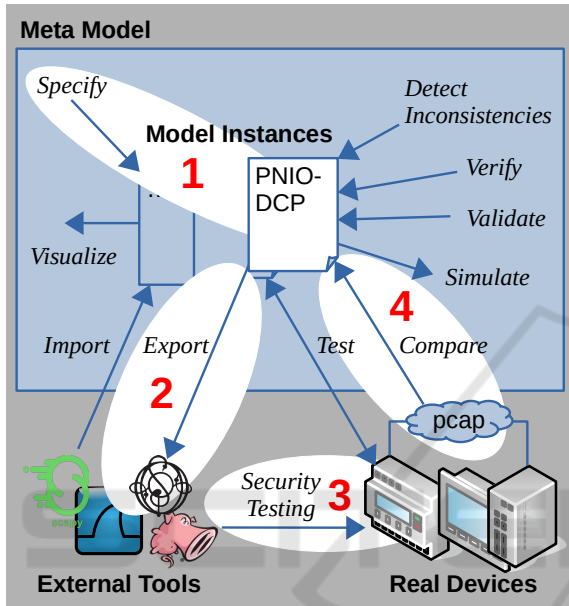 Meta Model
Specify
Detect
Inconsistencies
Model Instances
1
...
PNIO-
DCP
Verify
Validate
Visualize
Simulate
4
Import
Export
Test
Compare
2
pcap
Security
Testing
3
scapy
External Tools
Real Devices